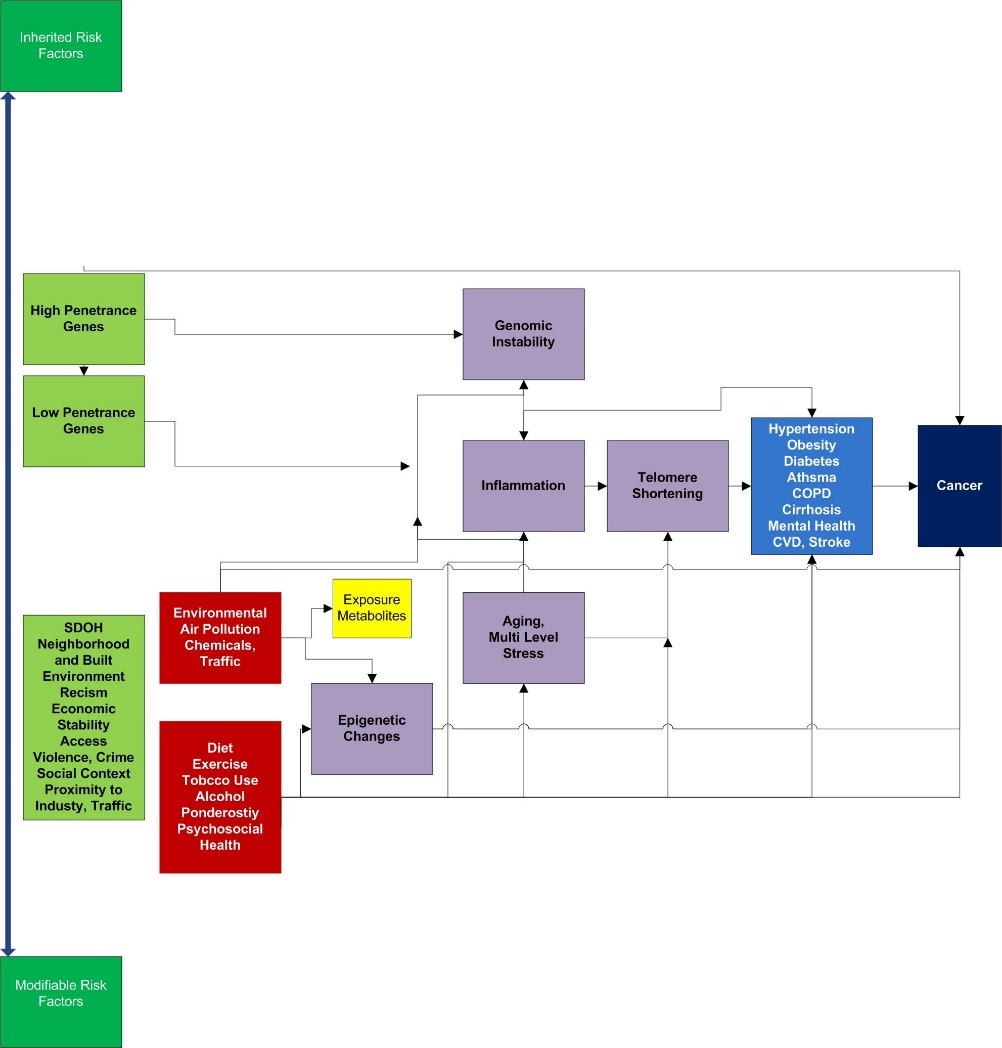 Inherited Risk
Factors
High Penetrance
Genes
Low Penetrance
Genes
Genomic
Instability
Inflammation
Telomere
Shortening
Hypertension
Obesity
Diabetes
Athsma
COPD
Cirrhosis
Mental Health
CVD, Stroke
Cancer
Environmental
Air Pollution
Chemicals,
Traffic
Exposure
Metabolites
Aging,
Multi Level
Stress
SDOH
Neighborhood
and Built
Environment
Recism
Economic
Stability
Access
Violence, Crime
Social Context
Proximity to
Industy, Traffic
Epigenetic
Changes
Diet
Exercise
Tobcco Use
Alcohol
Ponderostiy
Psychosocial
Health
Modifiable Risk
Factors